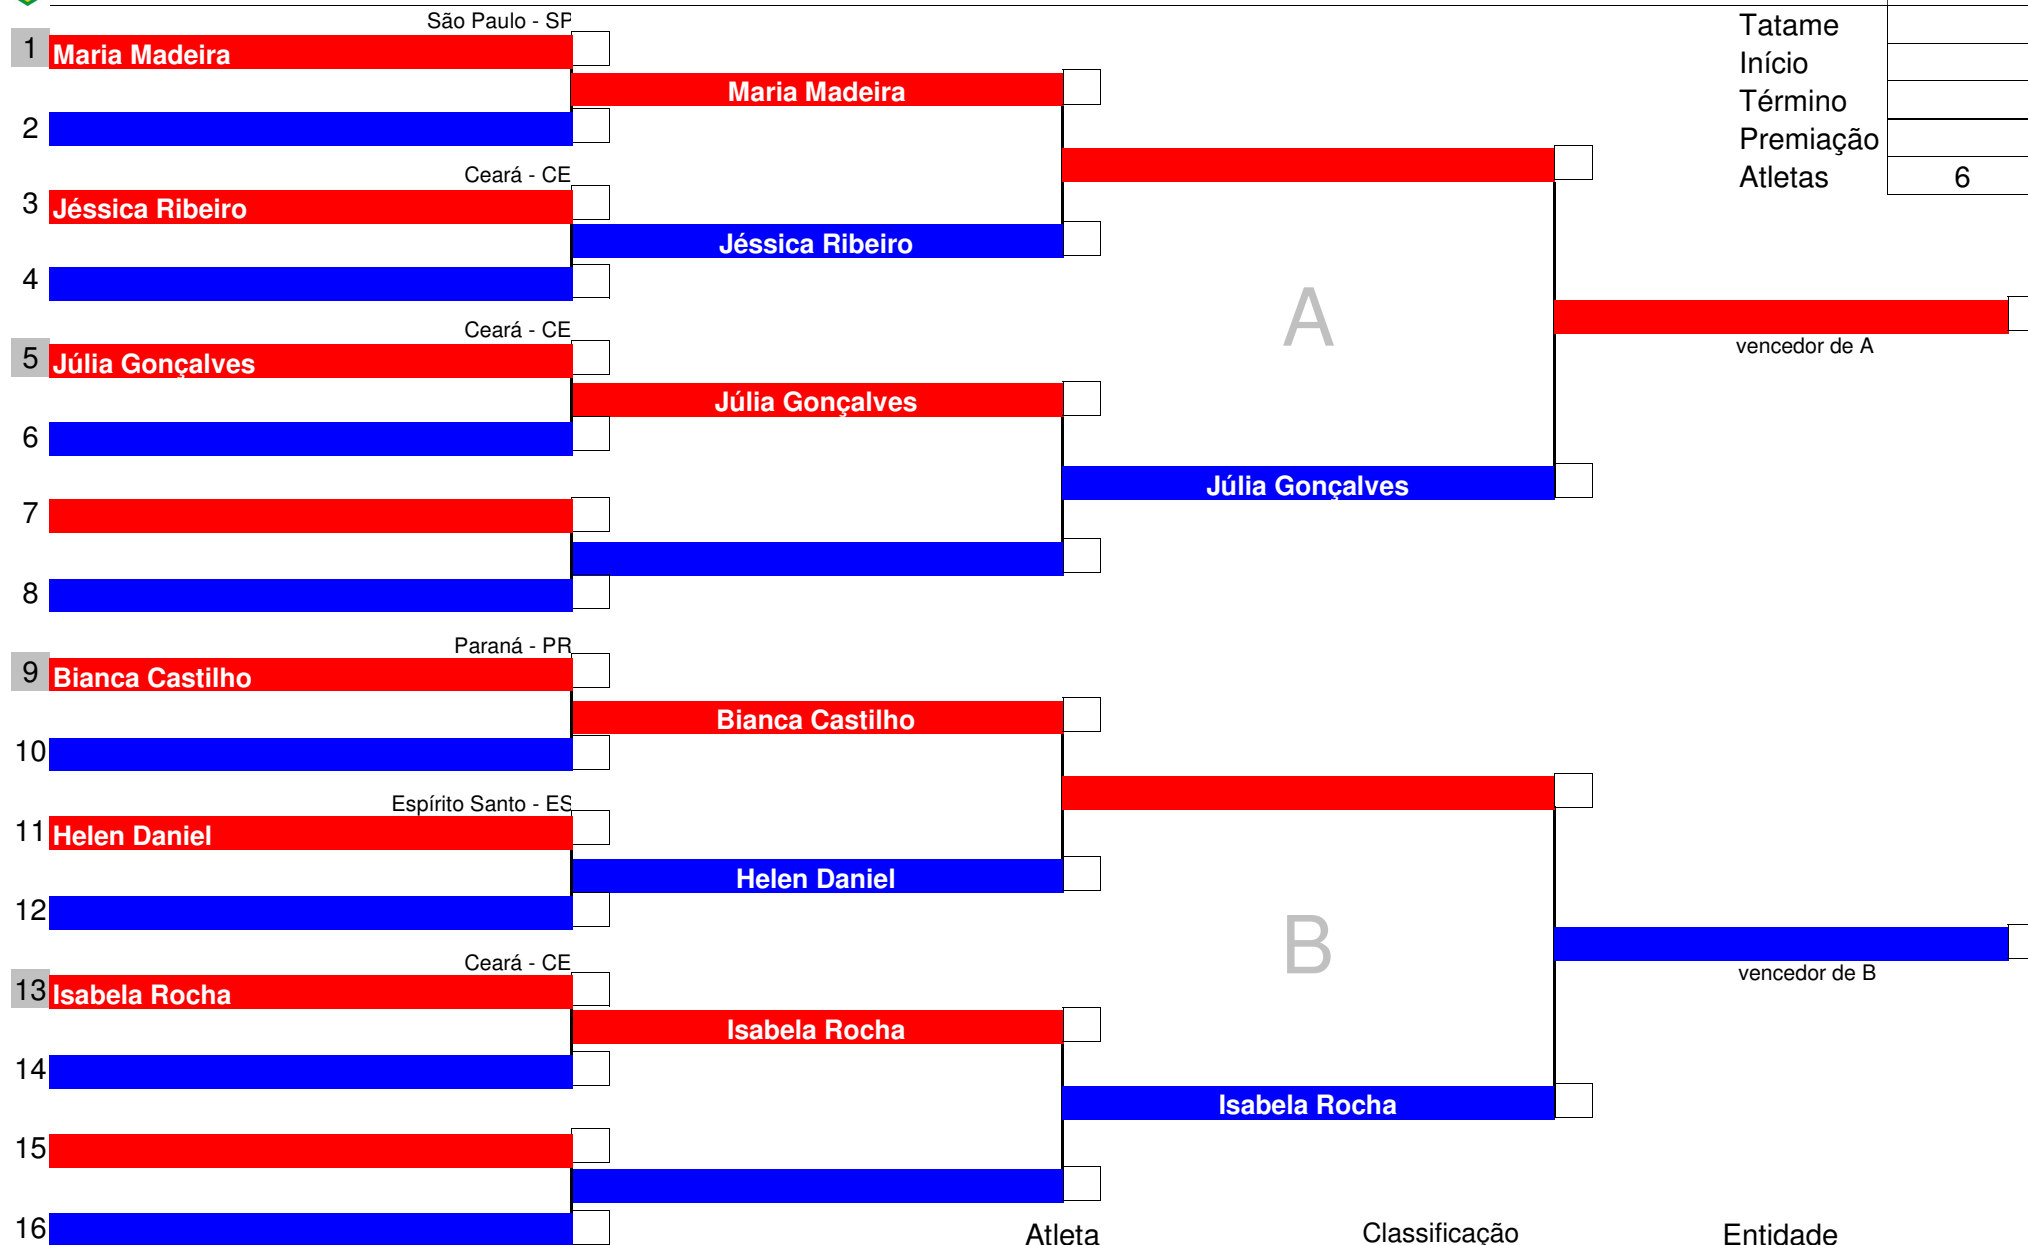 São Paulo - SP
Tatame
1 Maria Madeira
Início
Maria Madeira
Término
2
Premiação
Ceará - CE
Atletas 6
3 Jéssica Ribeiro
Jéssica Ribeiro
4
A
Ceará - CE
vencedor de A
5 Júlia Gonçalves
Júlia Gonçalves
6
Júlia Gonçalves
7
8
Paraná - PR
9 Bianca Castilho
Bianca Castilho
10
Espírito Santo - ES
11 Helen Daniel
Helen Daniel
12
B
Ceará - CE
vencedor de B
13 Isabela Rocha
Isabela Rocha
14
Isabela Rocha
15
16
Atleta Classificação Entidade